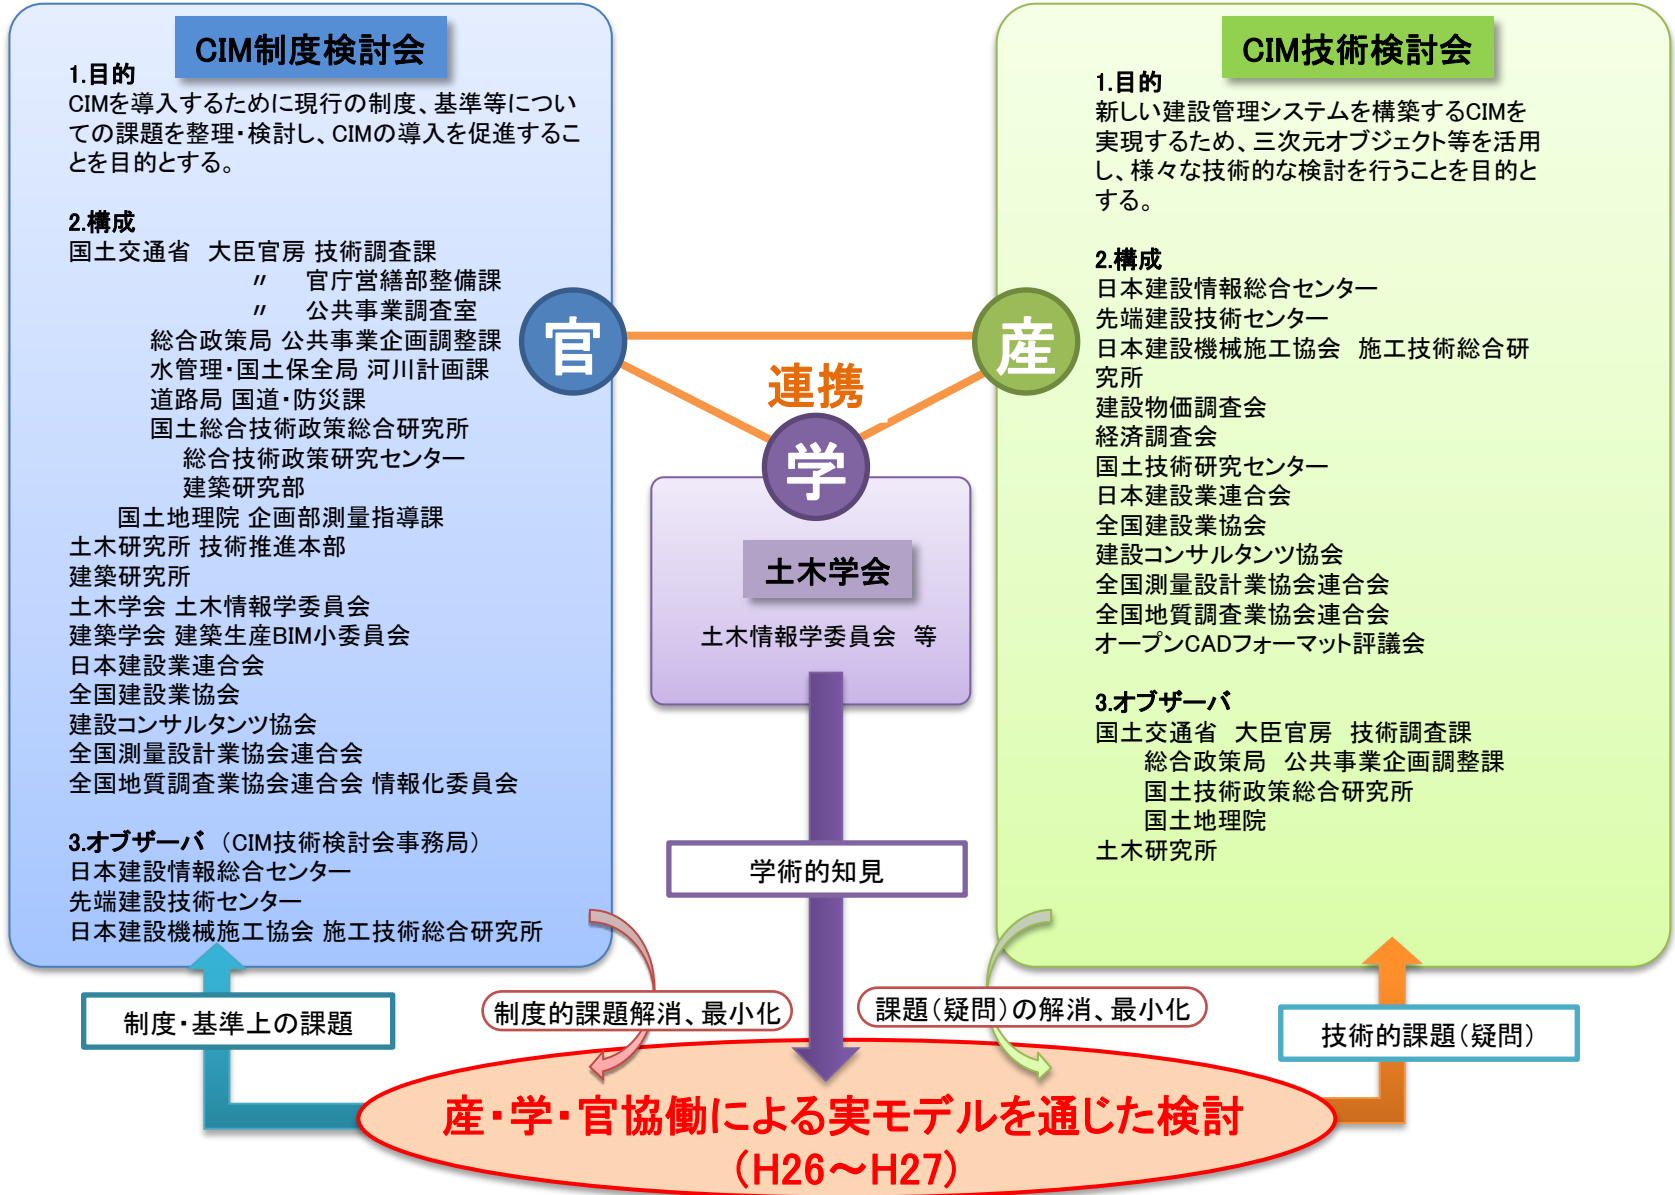 CIM制度検討会
1.目的
CIMを導入するために現行の制度、基準等につい
ての課題を整理・検討し、CIMの導入を促進するこ
とを目的とする。
2.構成
国土交通省　大臣官房 技術調査課
〃　官庁営繕部整備課
〃　公共事業調査室
総合政策局 公共事業企画調整課
水管理・国土保全局 河川計画課
道路局 国道・防災課
国土総合技術政策総合研究所
総合技術政策研究センター
建築研究部
国土地理院 企画部測量指導課
土木研究所 技術推進本部
建築研究所
土木学会 土木情報学委員会
建築学会 建築生産BIM小委員会
日本建設業連合会
全国建設業協会
建設コンサルタンツ協会
全国測量設計業協会連合会
全国地質調査業協会連合会 情報化委員会
3.オブザーバ （CIM技術検討会事務局）
日本建設情報総合センター
先端建設技術センター
日本建設機械施工協会 施工技術総合研究所
官
産
連携
学
土木学会
土木情報学委員会　等
CIM技術検討会
1.目的
新しい建設管理システムを構築するCIMを
実現するため、三次元オブジェクト等を活用
し、様々な技術的な検討を行うことを目的と
する。
2.構成
日本建設情報総合センター
先端建設技術センター
日本建設機械施工協会　施工技術総合研
究所
建設物価調査会
経済調査会
国土技術研究センター
日本建設業連合会
全国建設業協会
建設コンサルタンツ協会
全国測量設計業協会連合会
全国地質調査業協会連合会
オープンCADフォーマット評議会
3.オブザーバ
国土交通省　大臣官房　技術調査課
総合政策局　公共事業企画調整課
国土技術政策総合研究所
国土地理院
土木研究所
学術的知見
制度・基準上の課題
制度的課題解消、最小化
課題（疑問）の解消、最小化
技術的課題（疑問）
産・学・官協働による実モデルを通じた検討
（H26～H27）